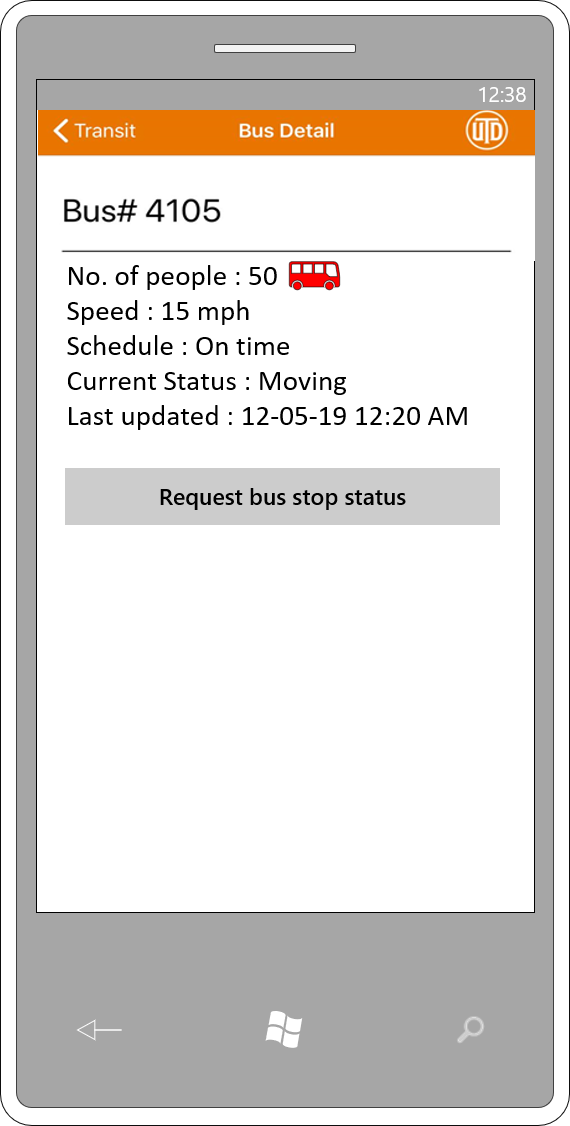 12:38
Transit
Bus Detail
UTD
Bus# 4105
No. of people : 50
Speed : 15 mph
Schedule : On time
Current Status : Moving
Last updated : 12-05-19 12:20 AM
Request bus stop status